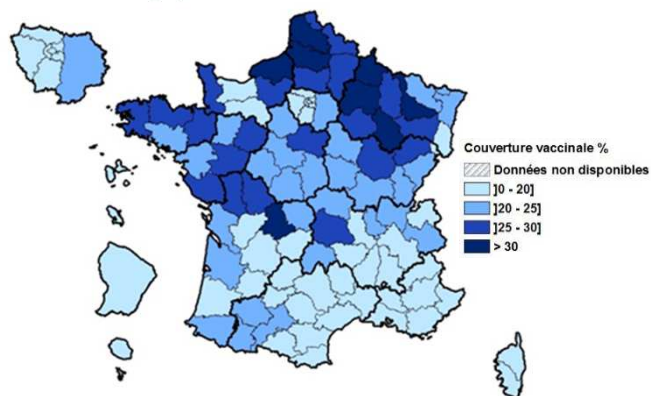 Couverture vaccinale %
Données non disponibles
]0 - 20]
]20 - 25]
]25 - 30]
> 30